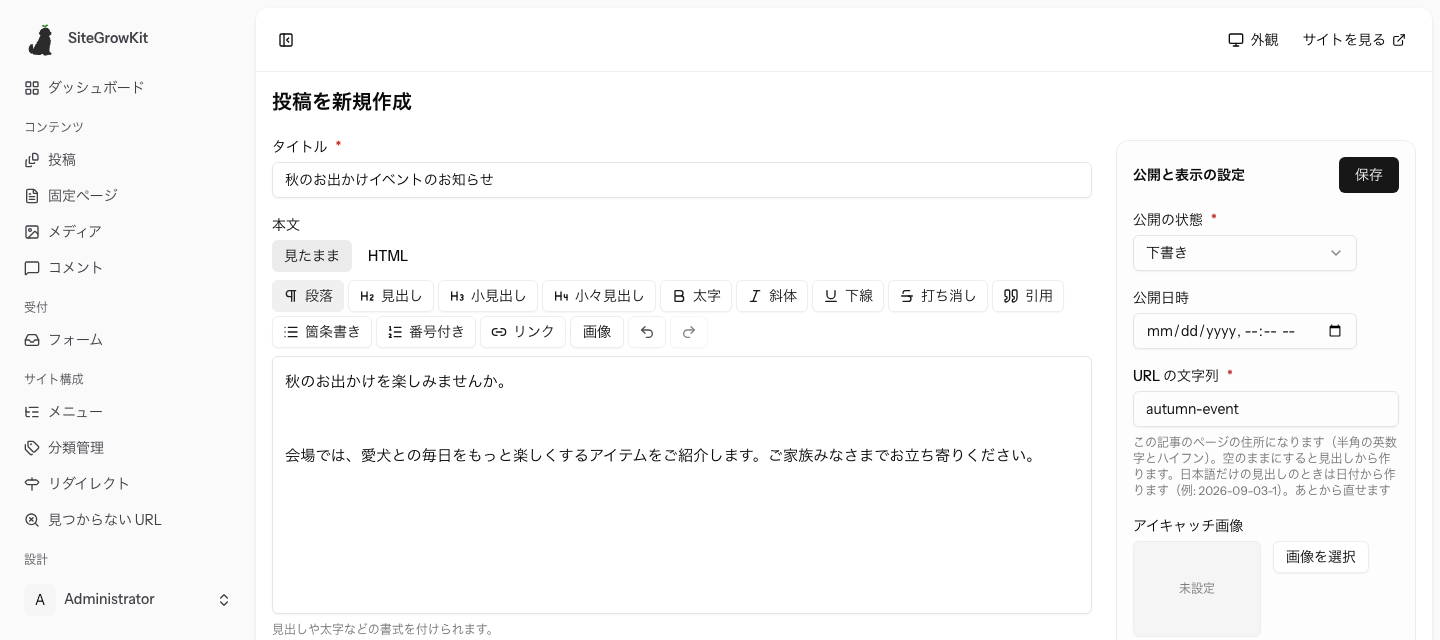 SiteGrowKit
ダッシュボード
コンテンツ
投稿
固定ページ
メディア
コメント
受付
フォーム
サイト構成
メニュー
分類管理
リダイレクト
見つからない URL
設計
A Administrator
外観 サイトを見る
投稿を新規作成
タイトル *
秋のお出かけイベントのお知らせ
本文
見たまま HTML
段落 H2 見出し H3 小見出し H4 小々見出し B 太字 I 斜体 U 下線 S 打ち消し 引用
箇条書き 番号付き リンク 画像
秋のお出かけを楽しみませんか。
会場では、愛犬との毎日をもっと楽しくするアイテムをご紹介します。ご家族みなさまでお立ち寄りください。
見出しや太字などの書式を付けられます。
公開と表示の設定 保存
公開の状態 *
下書き
公開日時
mm/dd/yyyy, --:-- --
URL の文字列 *
autumn-event
この記事のページの住所になります（半角の英数
字とハイフン）。空のままにすると見出しから作
ります。日本語だけの見出しのときは日付から作
ります（例: 2026-09-03-1）。あとから直せます
アイキャッチ画像
未設定 画像を選択